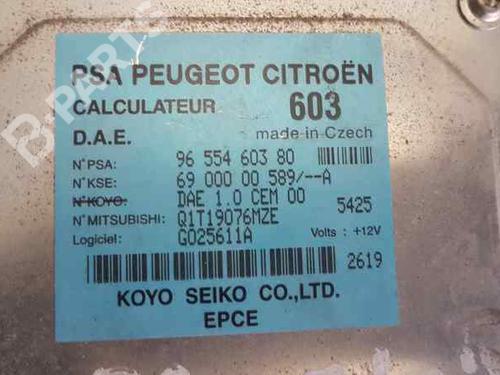 PSA PEUGEOT CITROËN
CALCULATEUR 603
D.A.E. made in Czech
N°PSA: 96 554 603 80
N°KSE: 69 000 00 589/--A
N°KOYO: DAE 1.0 CEM 00 5425
N°MITSUBISHI: Q1T19076MZE
Logiciel: G025611A Volts : +12V
2619
KOYO SEIKO CO.,LTD.
EPCE
B-PARTS